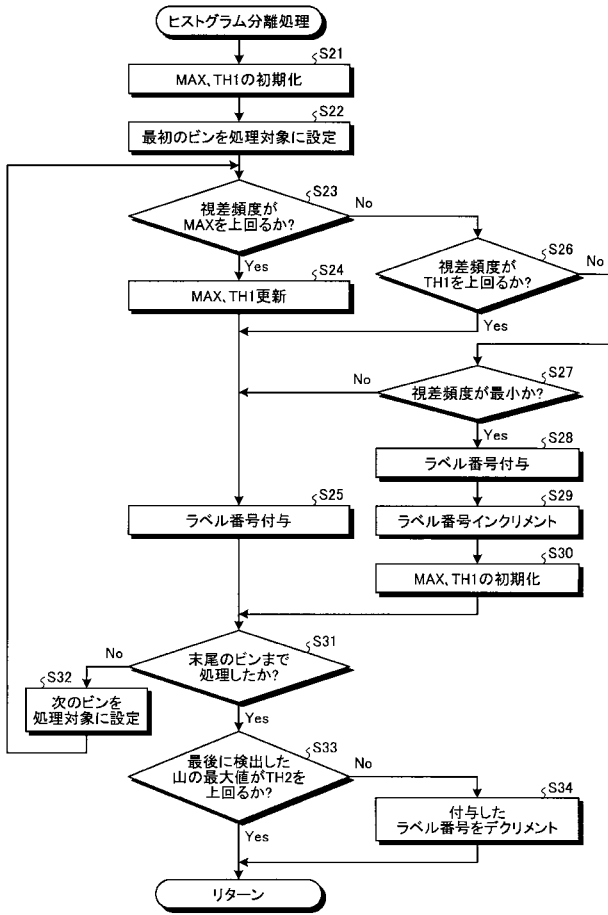 ヒストグラム分離処理
S21
MAX、TH1の初期化
S22
最初のビンを処理対象に設定
S23
視差頻度が
MAXを上回るか?
No
Yes
S24
MAX、TH1更新
S26
視差頻度が
TH1を上回るか?
No
Yes
S27
視差頻度が最小か?
No
Yes
S28
ラベル番号付与
S25
ラベル番号付与
S29
ラベル番号インクリメント
S30
MAX、TH1の初期化
S31
末尾のビンまで
処理したか?
No
Yes
S32
次のビンを
処理対象に設定
S33
最後に検出した
山の最大値がTH2を
上回るか?
No
Yes
S34
付与した
ラベル番号をデクリメント
リターン